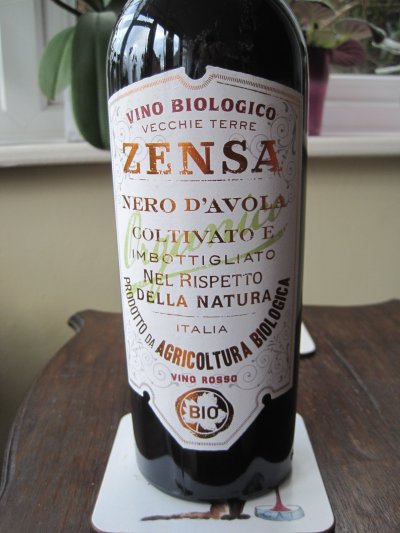 VINO BIOLOGICO
VECCHIE TERRE
ZENSA
Organico
NERO D'AVOLA
COLTIVATO E
IMBOTTIGLIATO
NEL RISPETTO
DELLA NATURA
ITALIA
PRODOTTO DA AGRICOLTURA BIOLOGICA
VINO ROSSO
BIO